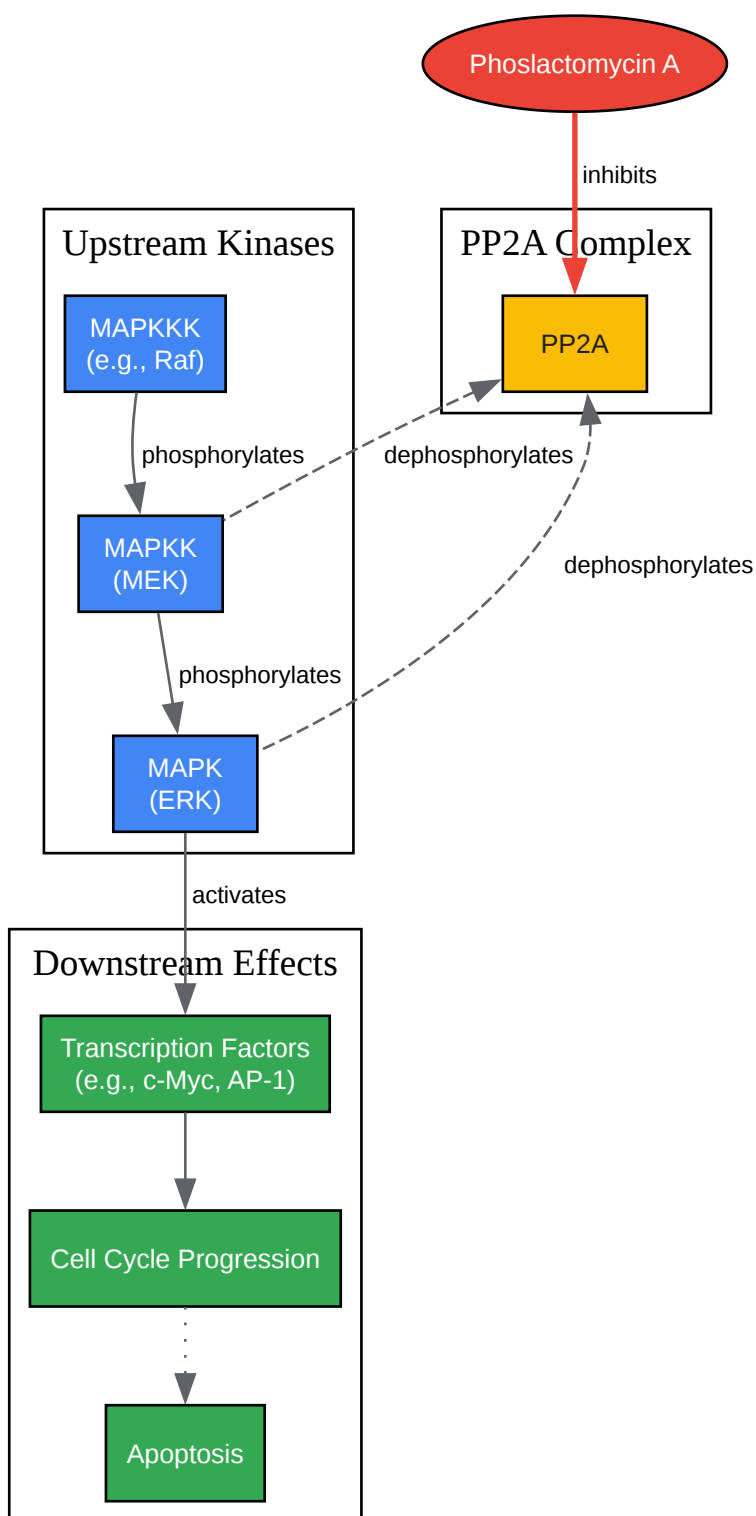 Phoslactomycin A
inhibits
Upstream Kinases
PP2A Complex
MAPKKK
(e.g., Raf)
PP2A
phosphorylates
dephosphorylates
MAPKK
(MEK)
dephosphorylates
phosphorylates
MAPK
(ERK)
activates
Downstream Effects
Transcription Factors
(e.g., c-Myc, AP-1)
Cell Cycle Progression
Apoptosis